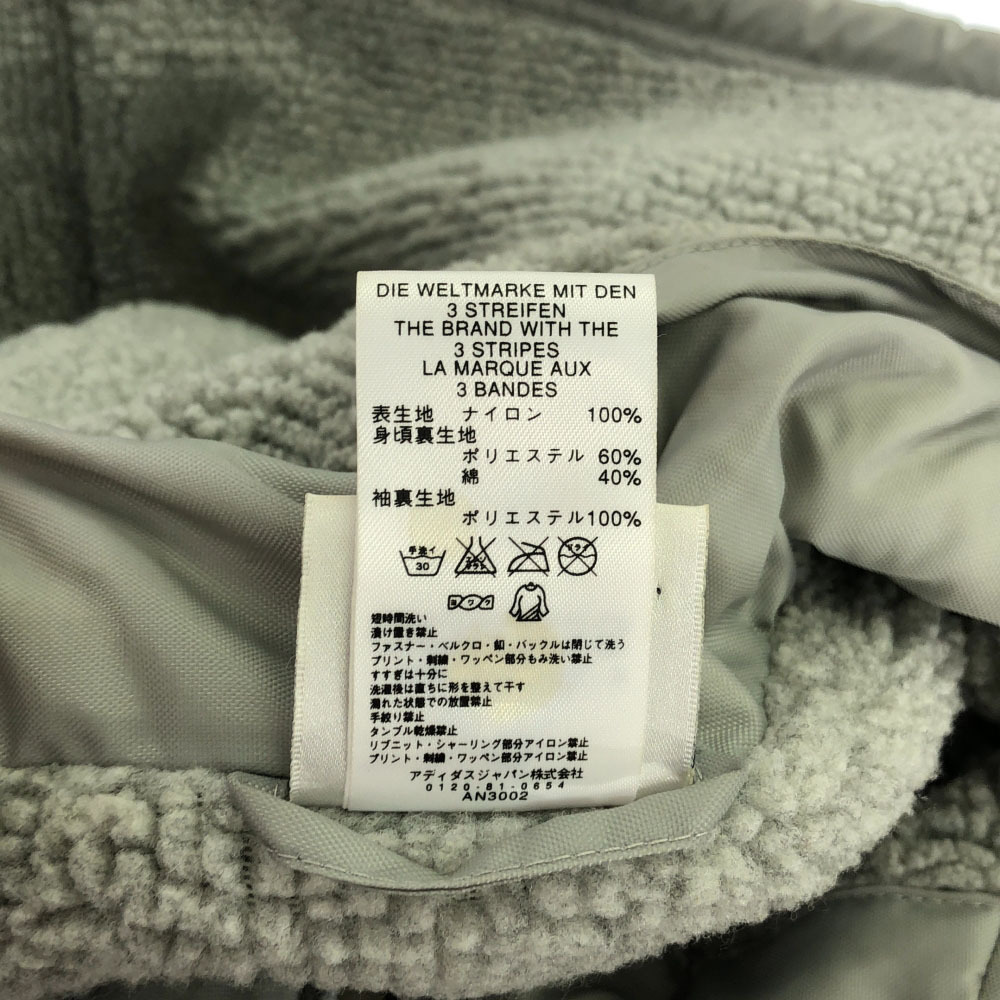 DIE WELTMARKE MIT DEN
3 STREIFEN
THE BRAND WITH THE
3 STRIPES
LA MARQUE AUX
3 BANDES
表生地 ナイロン 100%
身頃裏生地
ポリエステル 60%
綿 40%
袖裏生地
ポリエステル100%
手洗イ
30
ドライ
ヨワク
短時間洗い
漬け置き禁止
ファスナー・ベルクロ・釦・バックルは閉じて洗う
プリント・刺繍・ワッペン部分もみ洗い禁止
すすぎは十分に
洗濯後は直ちに形を整えて干す
濡れた状態での放置禁止
手絞り禁止
タンブル乾燥禁止
リブニット・シャーリング部分アイロン禁止
プリント・刺繍・ワッペン部分アイロン禁止
アディダスジャパン株式会社
0120-81-0654
AN3002